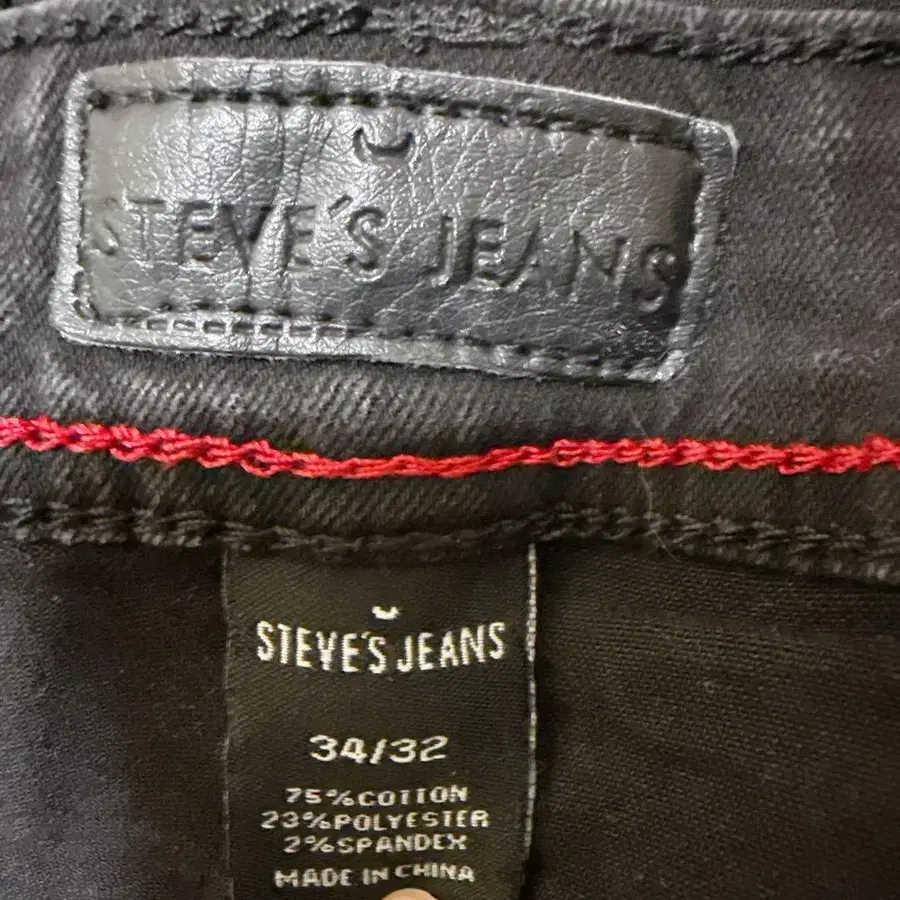 STEVE'S JEANS
STEVE'S JEANS
34/32
75%COTTON
23%POLYESTER
2%SPANDEX
MADE IN CHINA